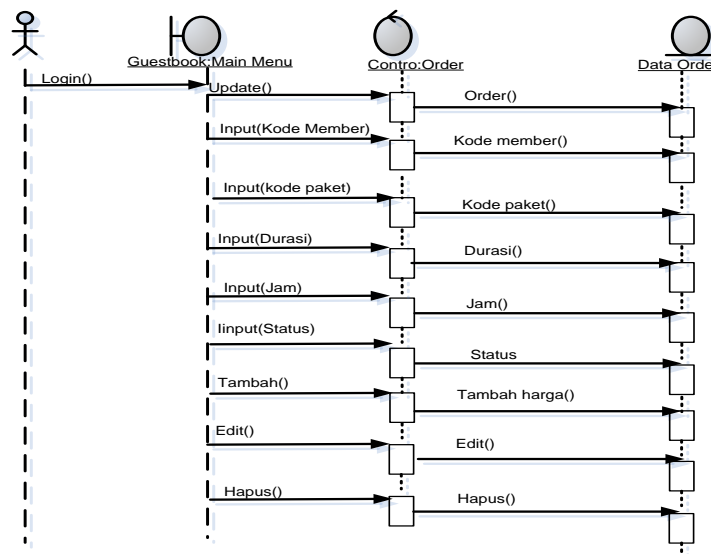 Guestbook:Main Menu
Contro:Order
Data Orde
Login()
Update()
Order()
Input(Kode Member)
Kode member()
Input(kode paket)
Kode paket()
Input(Durasi)
Durasi()
Input(Jam)
Jam()
Iinput(Status)
Status
Tambah()
Tambah harga()
Edit()
Edit()
Hapus()
Hapus()